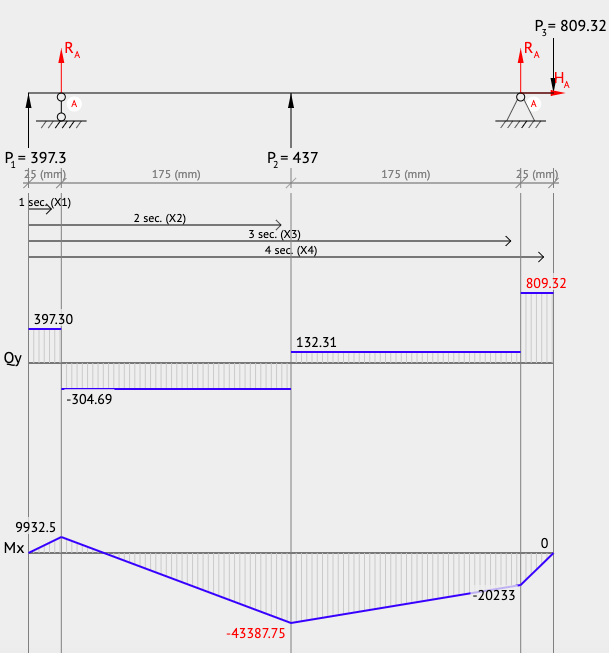 P3= 809.32
RA
RA
HA
A
A
P1= 397.3
P2= 437
25 (mm)
175 (mm)
175 (mm)
25 (mm)
1 sec. (X1)
2 sec. (X2)
3 sec. (X3)
4 sec. (X4)
809.32
397.30
132.31
Qy
-304.69
9932.5
0
Mx
-20233
-43387.75